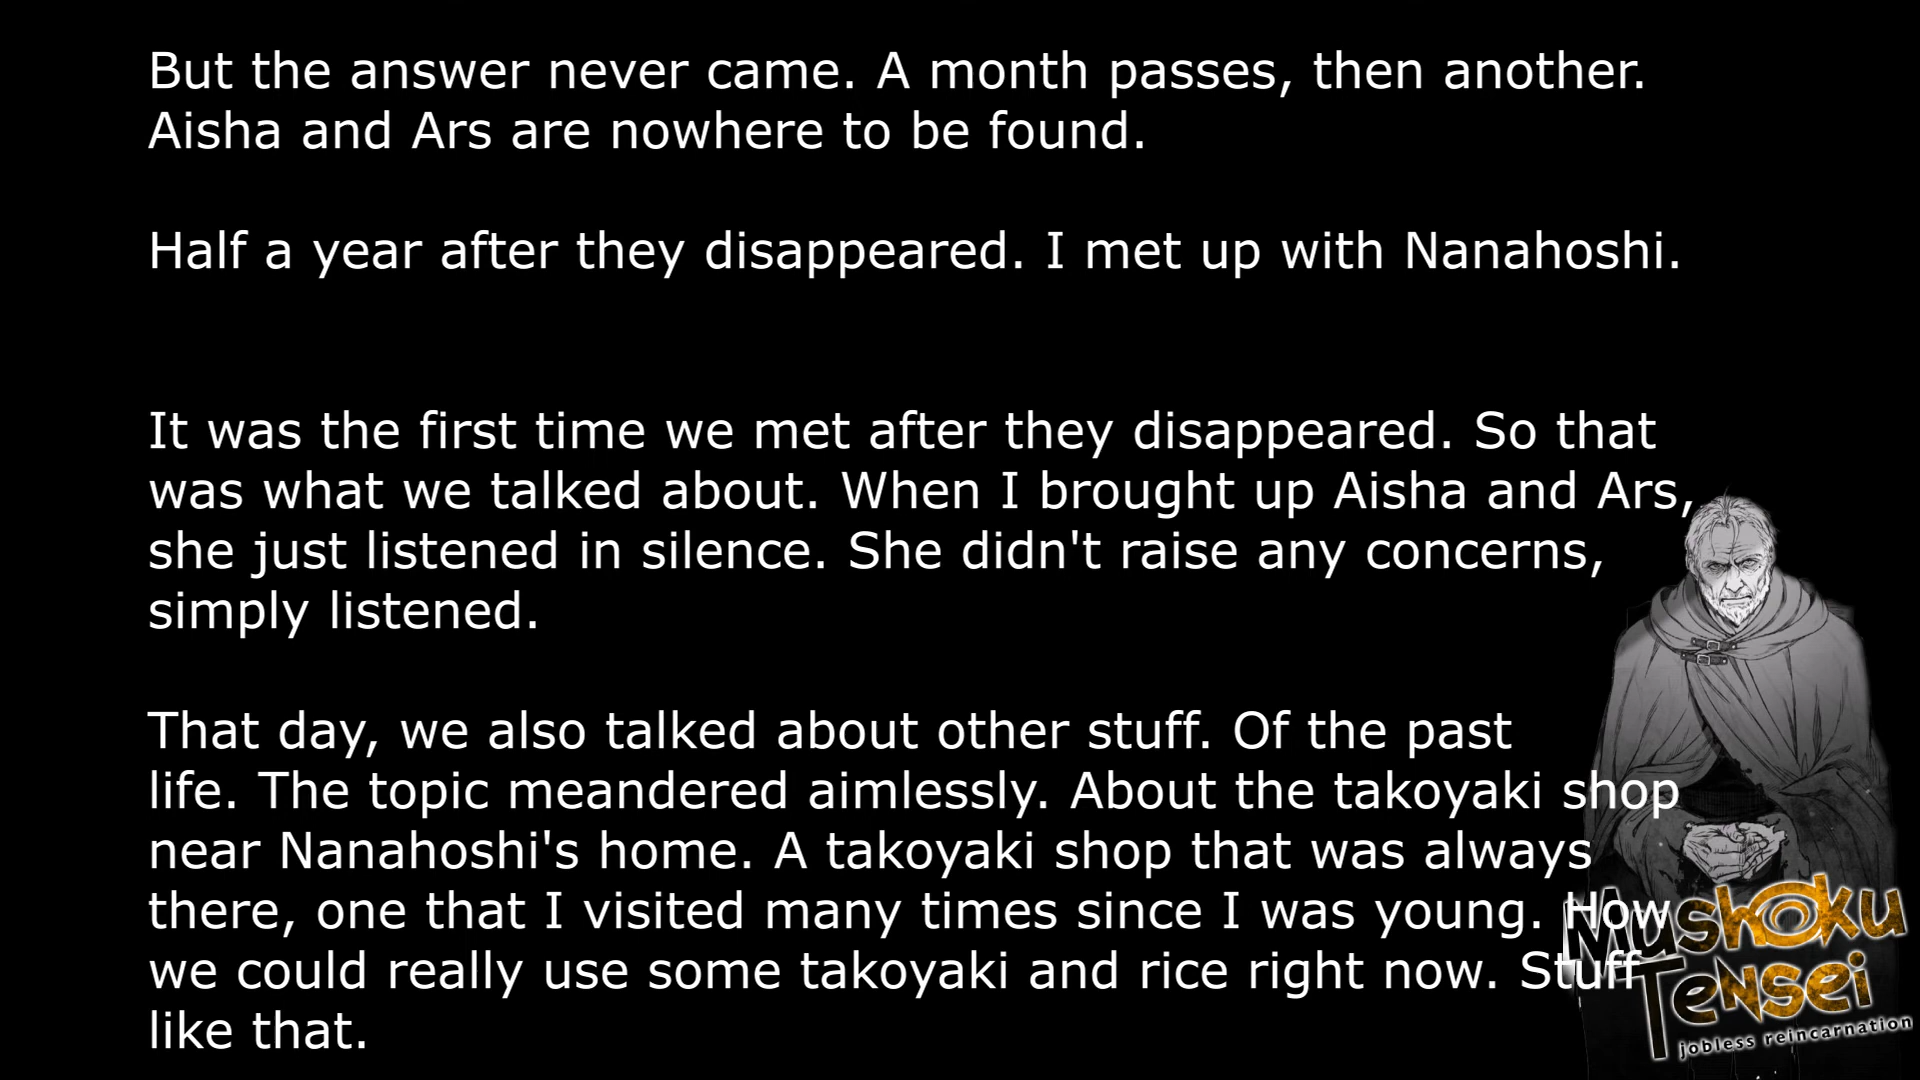 But the answer never came. A month passes, then another.
Aisha and Ars are nowhere to be found.
Half a year after they disappeared. I met up with Nanahoshi.
It was the first time we met after they disappeared. So that
was what we talked about. When I brought up Aisha and Ars,
she just listened in silence. She didn't raise any concerns,
simply listened.
That day, we also talked about other stuff. Of the past
life. The topic meandered aimlessly. About the takoyaki shop
near Nanahoshi's home. A takoyaki shop that was always
there, one that I visited many times since I was young. How
we could really use some takoyaki and rice right now. Stuff
like that.
Mushoku
Tensei
jobless reincarnation